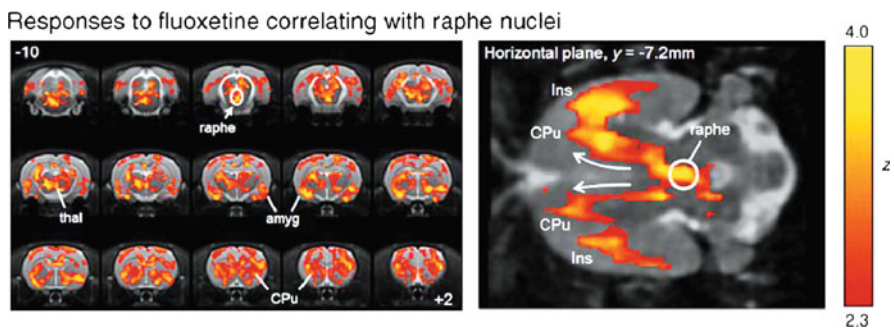 Responses to fluoxetine correlating with raphe nuclei
-10
raphe
thal
amyg
CPu
+2
Horizontal plane, y = -7.2mm
Ins
CPu
raphe
CPu
Ins
4.0
z
2.3